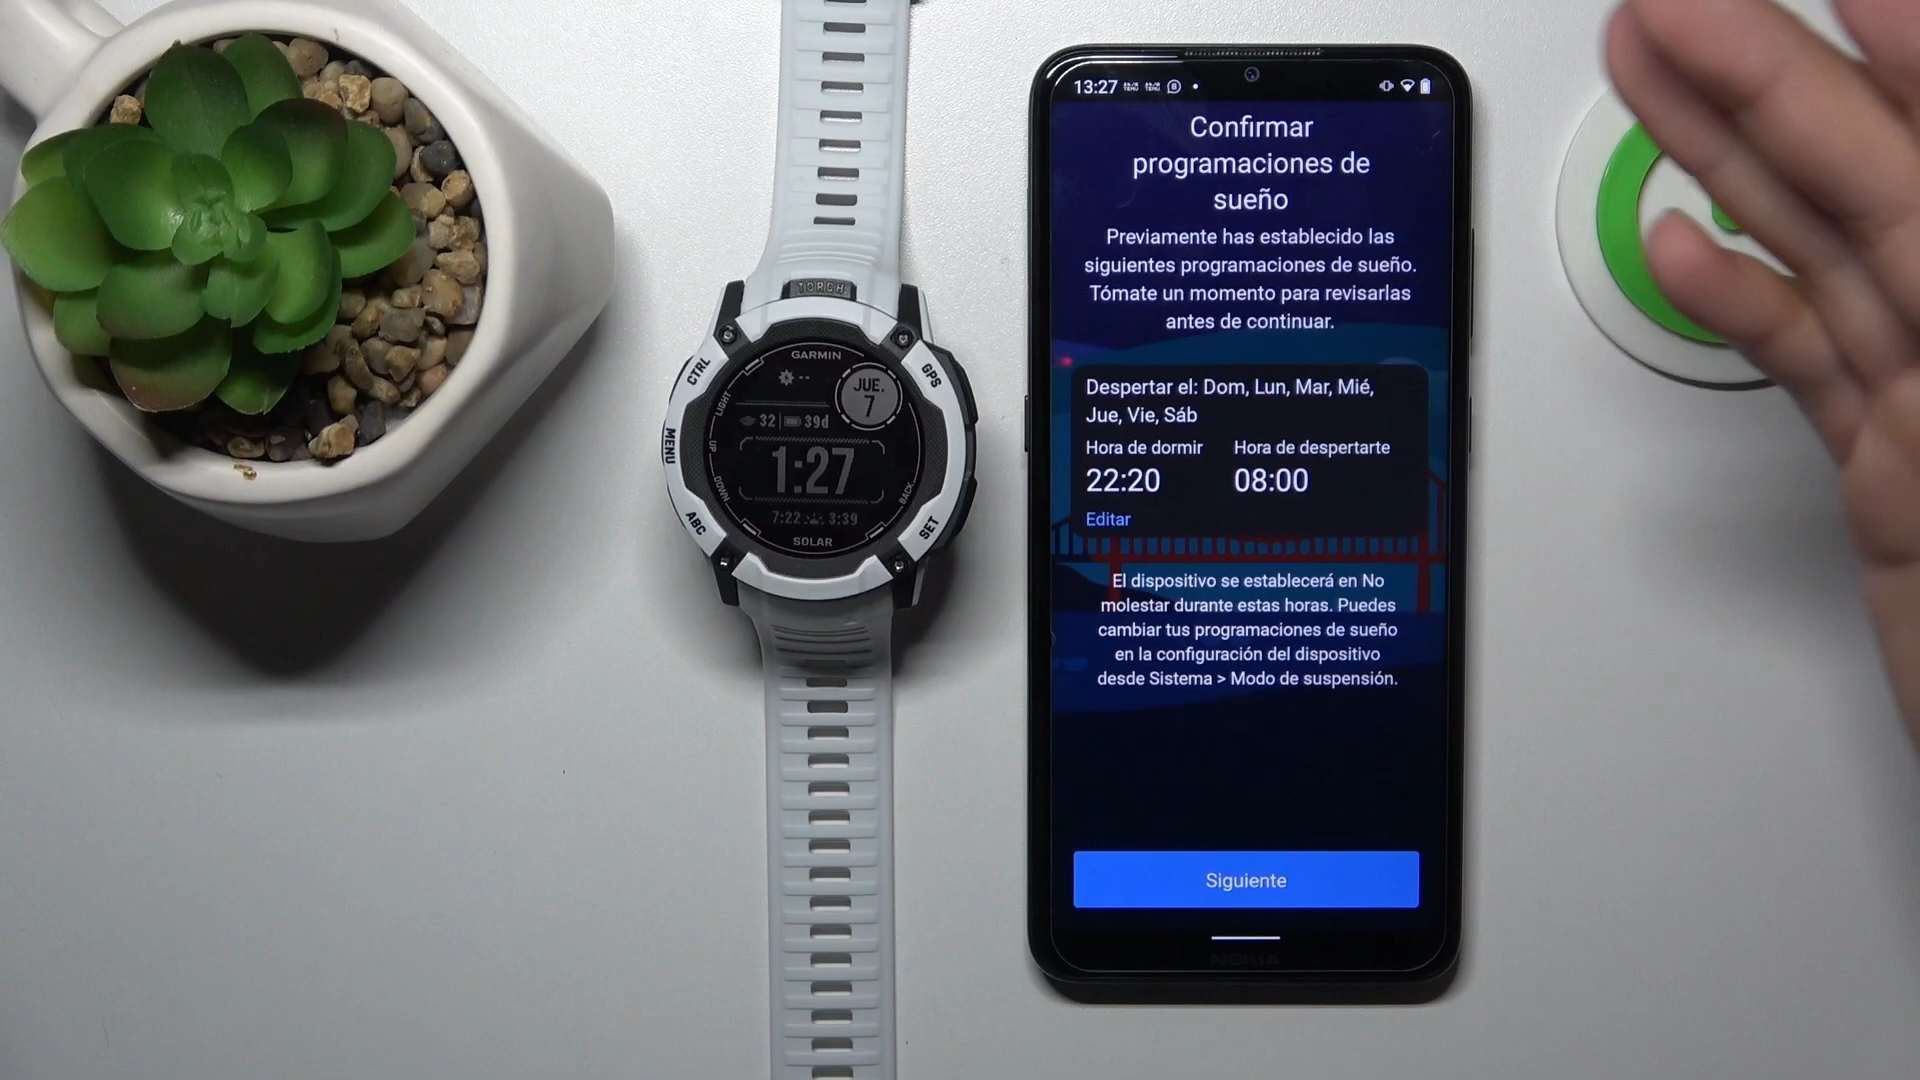 TORCH
GARMIN
CTRL
GPS
LIGHT
JUE.
7
--
32 39d
MENU
UP
1:27
DOWN
BACK
7:22 3:39
ABC
SET
SOLAR
13:27
Confirmar
programaciones de
sueño
Previamente has establecido las
siguientes programaciones de sueño.
Tómate un momento para revisarlas
antes de continuar.
Despertar el: Dom, Lun, Mar, Mié,
Jue, Vie, Sáb
Hora de dormir Hora de despertarte
22:20 08:00
Editar
El dispositivo se establecerá en No
molestar durante estas horas. Puedes
cambiar tus programaciones de sueño
en la configuración del dispositivo
desde Sistema > Modo de suspensión.
Siguiente
NOKIA